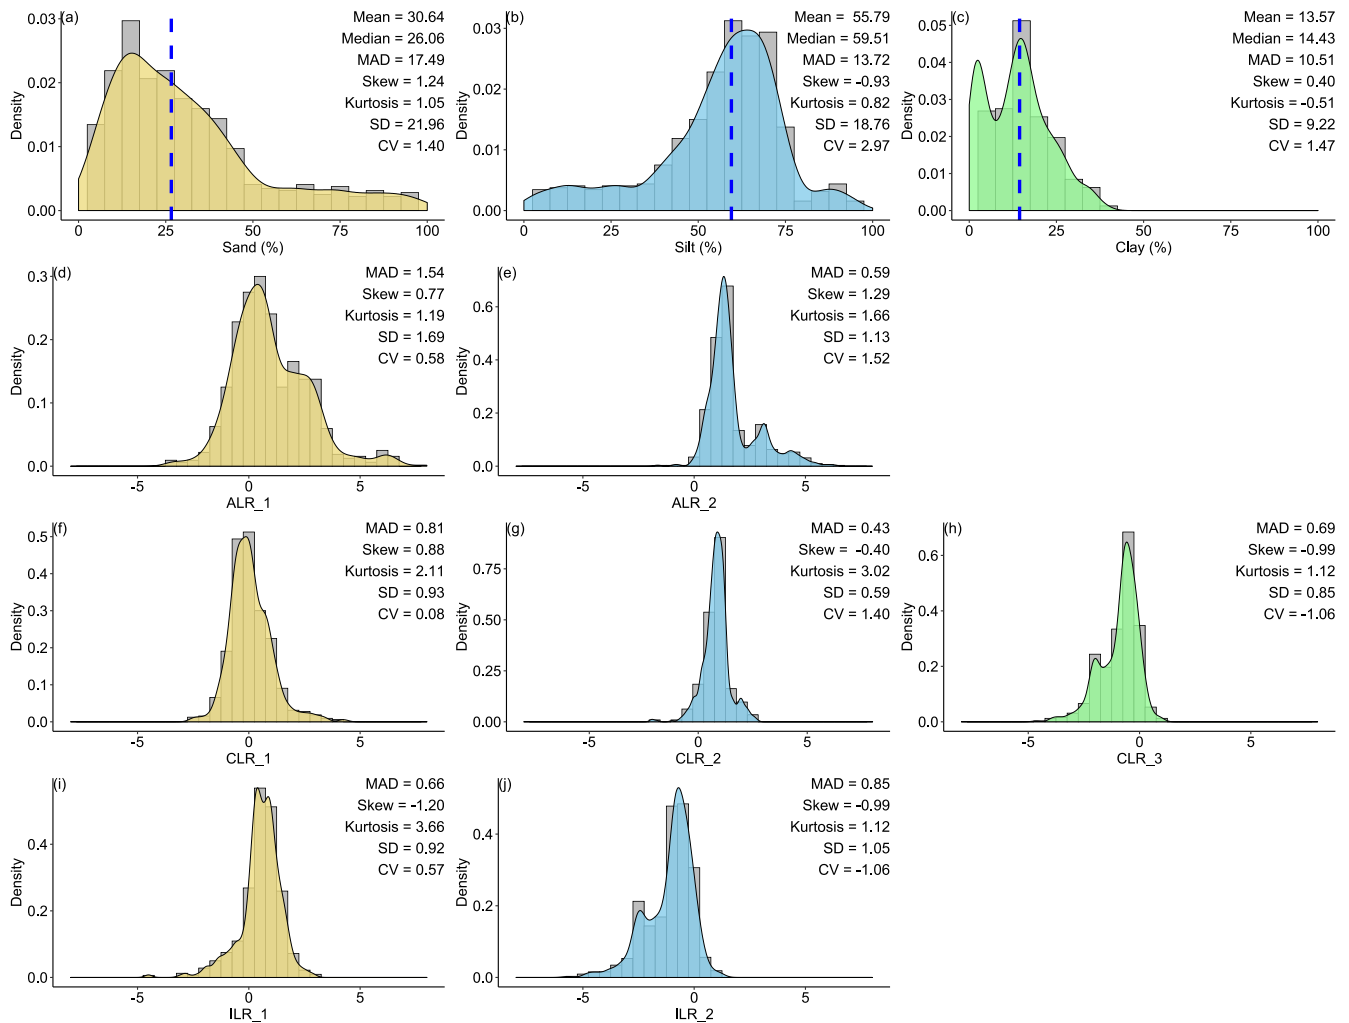 (a)
Mean = 30.64
Median = 26.06
MAD = 17.49
Skew = 1.24
Kurtosis = 1.05
SD = 21.96
CV = 1.40
Density
0.03
0.02
0.01
0.00
0 25 50 75 100
Sand (%)
(b)
Mean = 55.79
Median = 59.51
MAD = 13.72
Skew = -0.93
Kurtosis = 0.82
SD = 18.76
CV = 2.97
Density
0.03
0.02
0.01
0.00
0 25 50 75 100
Silt (%)
(c)
Mean = 13.57
Median = 14.43
MAD = 10.51
Skew = 0.40
Kurtosis = -0.51
SD = 9.22
CV = 1.47
Density
0.05
0.04
0.03
0.02
0.01
0.00
0 25 50 75 100
Clay (%)
(d)
MAD = 1.54
Skew = 0.77
Kurtosis = 1.19
SD = 1.69
CV = 0.58
Density
0.3
0.2
0.1
0.0
-5 0 5
ALR_1
(e)
MAD = 0.59
Skew = 1.29
Kurtosis = 1.66
SD = 1.13
CV = 1.52
Density
0.6
0.4
0.2
0.0
-5 0 5
ALR_2
(f)
MAD = 0.81
Skew = 0.88
Kurtosis = 2.11
SD = 0.93
CV = 0.08
Density
0.5
0.4
0.3
0.2
0.1
0.0
-5 0 5
CLR_1
(g)
MAD = 0.43
Skew = -0.40
Kurtosis = 3.02
SD = 0.59
CV = 1.40
Density
0.75
0.50
0.25
0.00
-5 0 5
CLR_2
(h)
MAD = 0.69
Skew = -0.99
Kurtosis = 1.12
SD = 0.85
CV = -1.06
Density
0.6
0.4
0.2
0.0
-5 0 5
CLR_3
(i)
MAD = 0.66
Skew = -1.20
Kurtosis = 3.66
SD = 0.92
CV = 0.57
Density
0.4
0.2
0.0
-5 0 5
ILR_1
(j)
MAD = 0.85
Skew = -0.99
Kurtosis = 1.12
SD = 1.05
CV = -1.06
Density
0.4
0.2
0.0
-5 0 5
ILR_2